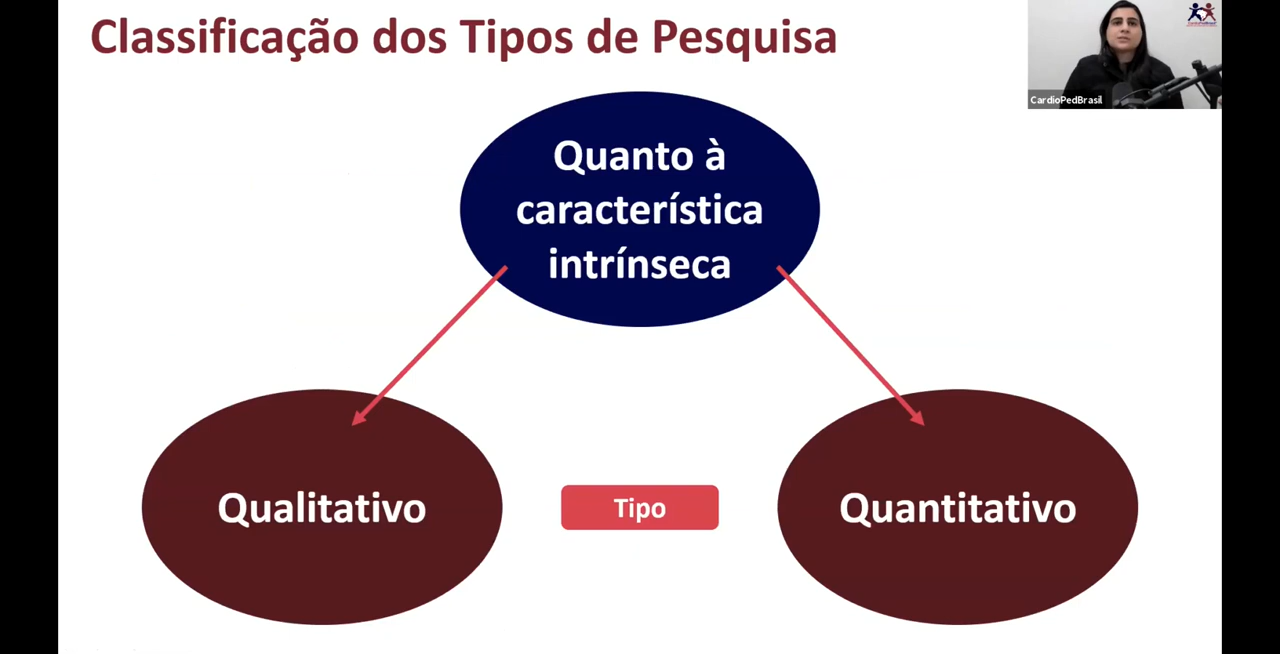 Classificação dos Tipos de Pesquisa
CardioPedBrasil
Quanto à
característica
intrínseca
Qualitativo
Tipo
Quantitativo